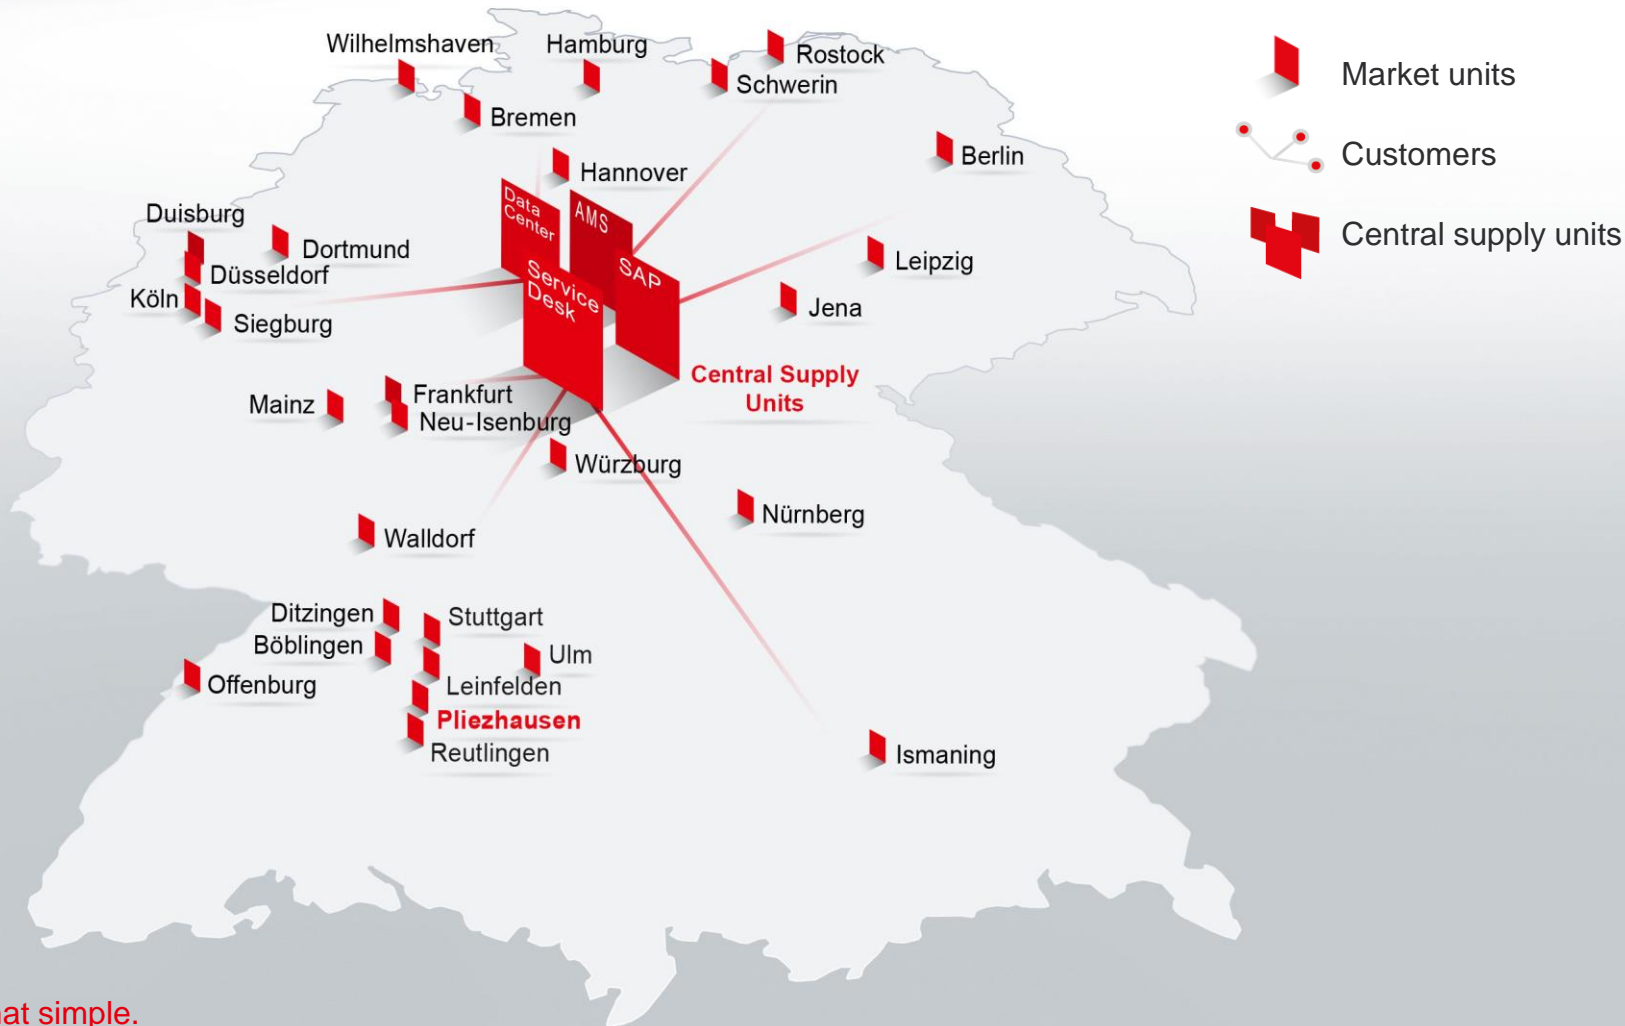 Wilhelmshaven
Hamburg
Rostock
Schwerin
Bremen
Berlin
Hannover
Duisburg
Dortmund
Düsseldorf
Köln
Siegburg
Data
Center
AMS
SAP
Service
Desk
Leipzig
Jena
Central Supply
Units
Mainz
Frankfurt
Neu-Isenburg
Würzburg
Nürnberg
Walldorf
Ditzingen
Stuttgart
Böblingen
Ulm
Offenburg
Leinfelden
Pliezhausen
Reutlingen
Ismaning
Market units
Customers
Central supply units
simple.